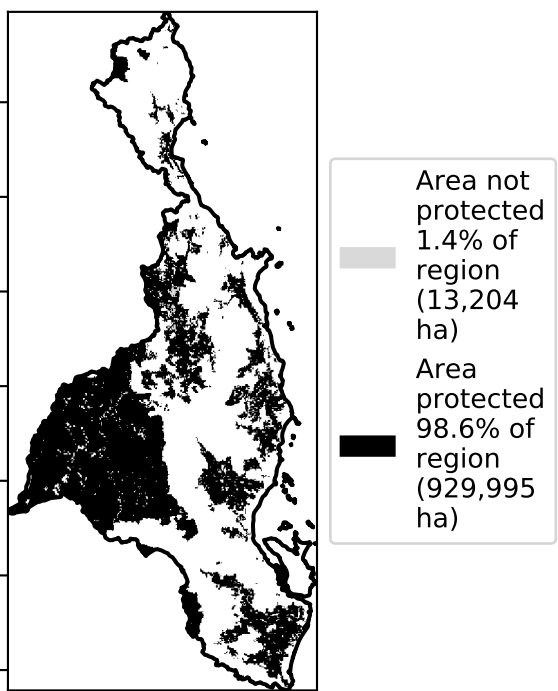 Area not
protected
1.4% of
region
(13,204
ha)
Area
protected
98.6% of
region
(929,995
ha)